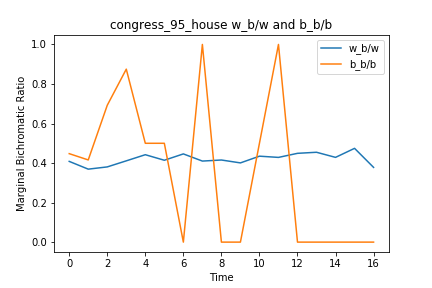 congress_95_house w_b/w and b_b/b
w_b/w
b_b/b
Marginal Bichromatic Ratio
1.0
0.8
0.6
0.4
0.2
0.0
0 2 4 6 8 10 12 14 16
Time